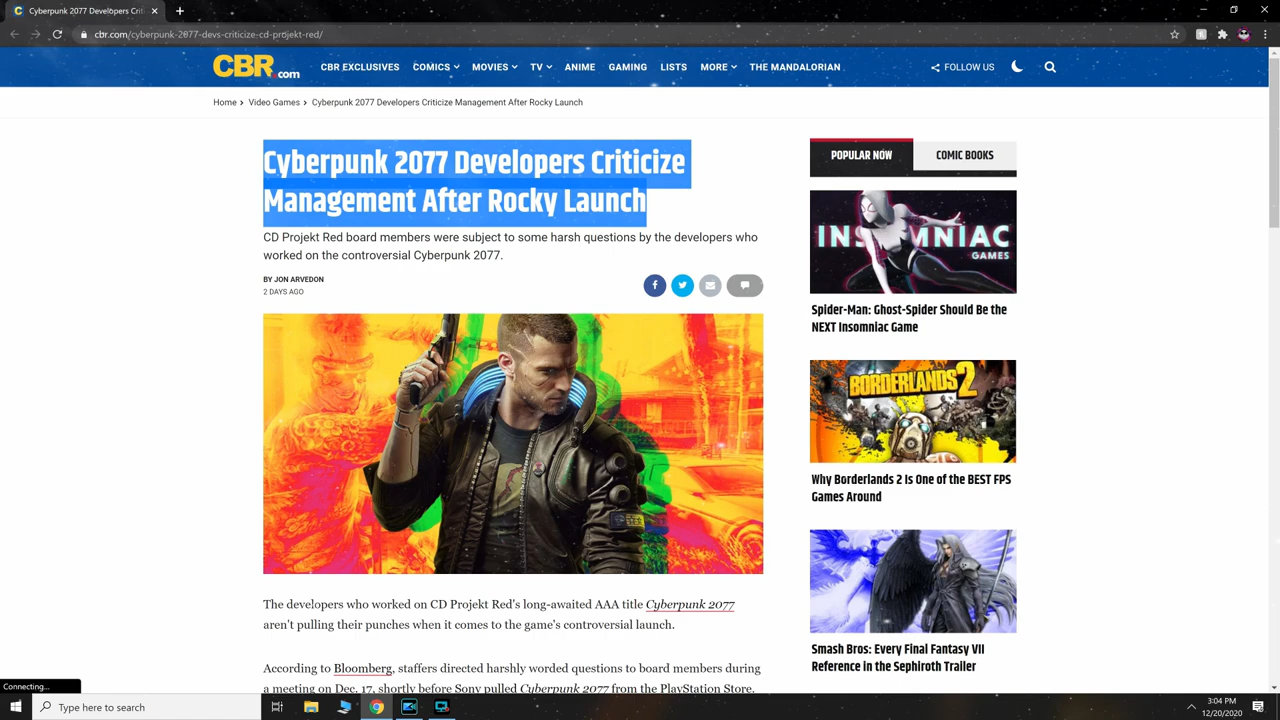 Cyberpunk 2077 Developers Criticize
cbr.com/cyberpunk-2077-devs-criticize-cd-projekt-red/
CBR.com
CBR EXCLUSIVES
COMICS
MOVIES
TV
ANIME
GAMING
LISTS
MORE
THE MANDALORIAN
FOLLOW US
Home > Video Games > Cyberpunk 2077 Developers Criticize Management After Rocky Launch
Cyberpunk 2077 Developers Criticize
Management After Rocky Launch
CD Projekt Red board members were subject to some harsh questions by the developers who
worked on the controversial Cyberpunk 2077.
BY JON ARVEDON
2 DAYS AGO
The developers who worked on CD Projekt Red's long-awaited AAA title Cyberpunk 2077
aren't pulling their punches when it comes to the game's controversial launch.
According to Bloomberg, staffers directed harshly worded questions to board members during
a meeting on Dec. 17, shortly before Sony pulled Cyberpunk 2077 from the PlayStation Store.
POPULAR NOW
COMIC BOOKS
INS MNIAC
GAMES
Spider-Man: Ghost-Spider Should Be the
NEXT Insomniac Game
BORDERLANDS 2
Why Borderlands 2 Is One of the BEST FPS
Games Around
Smash Bros: Every Final Fantasy VII
Reference in the Sephiroth Trailer
Connecting...
Type here to search
3:04 PM
12/20/2020